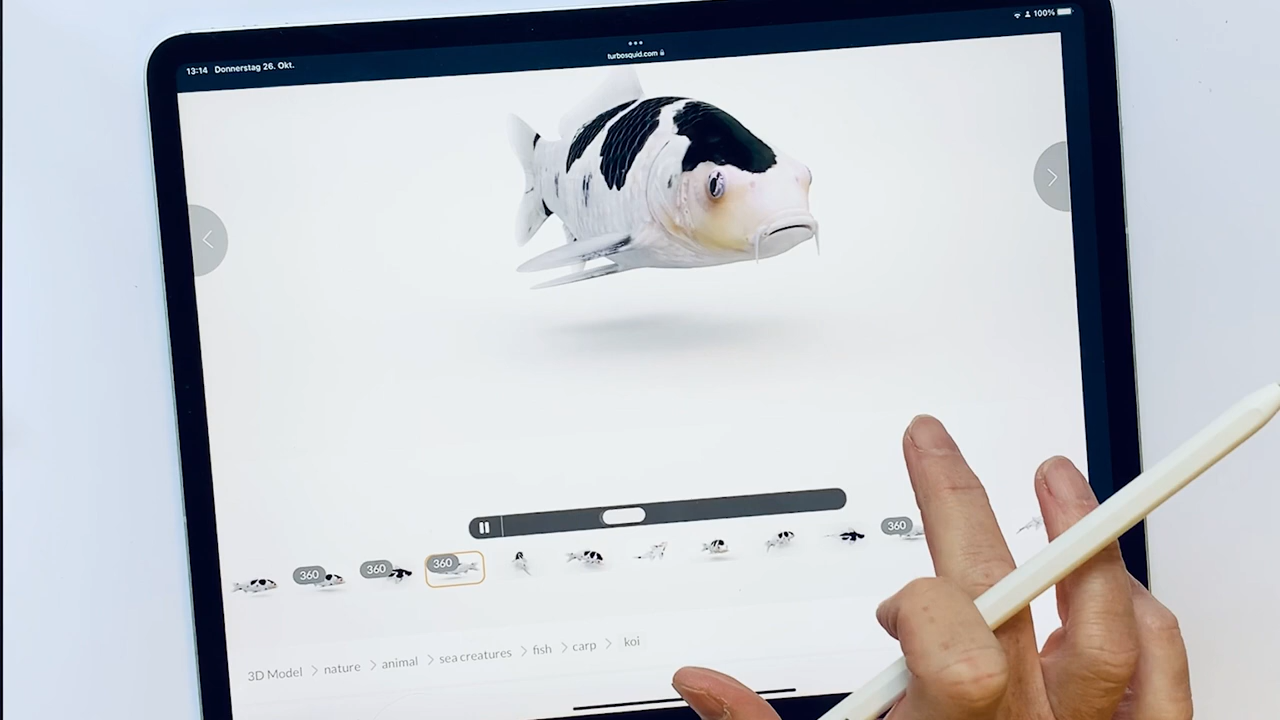 13:14 Donnerstag 26. Okt.
turbosquid.com
100%
360
360
360
360
3D Model > nature > animal > sea creatures > fish > carp > koi